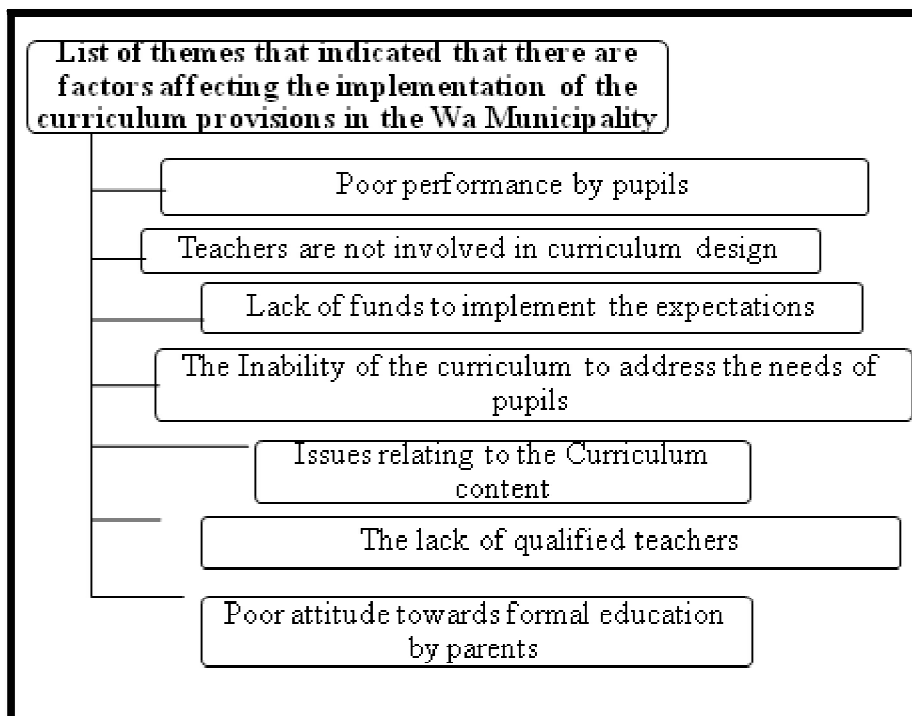 List of themes that indicated that there are
factors affecting the implementation of the
curriculum provisions in the Wa Municipality
Poor performance by pupils
Teachers are not involved in curriculum design
Lack of funds to implement the expectations
The Inability of the curriculum to address the needs of
pupils
Issues relating to the Curriculum
content
The lack of qualified teachers
Poor attitude towards formal education
by parents